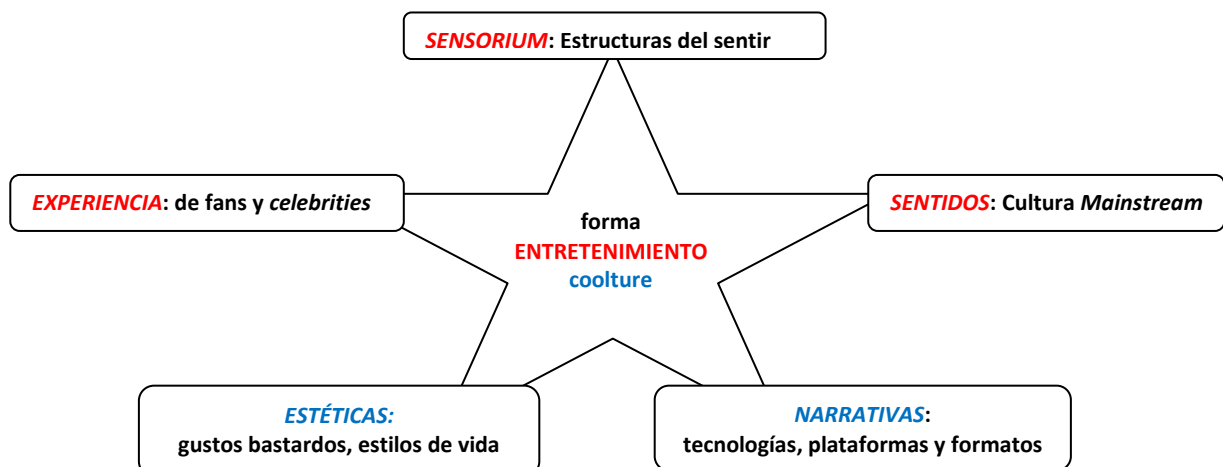 SENSORIUM: Estructuras del sentir
EXPERIENCIA: de fans y celebrities
SENTIDOS: Cultura Mainstream
forma
ENTRETENIMIENTO
coolture
ESTÉTICAS:
gustos bastardos, estilos de vida
NARRATIVAS:
tecnologías, plataformas y formatos